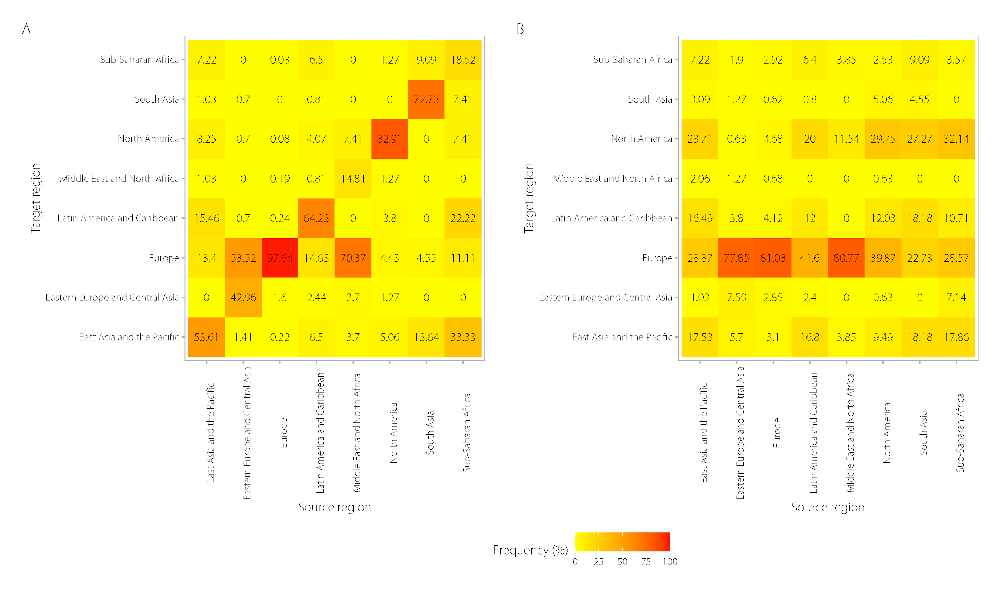 A
B
Target region
Sub-Saharan Africa 7.22 0 0.03 6.5 0 1.27 9.09 18.52
South Asia 1.03 0.7 0 0.81 0 0 72.73 7.41
North America 8.25 0.7 0.08 4.07 7.41 82.91 0 7.41
Middle East and North Africa 1.03 0 0.19 0.81 14.81 1.27 0 0
Latin America and Caribbean 15.46 0.7 0.24 64.23 0 3.8 0 22.22
Europe 13.4 53.52 97.64 14.63 70.37 4.43 4.55 11.11
Eastern Europe and Central Asia 0 42.96 1.6 2.44 3.7 1.27 0 0
East Asia and the Pacific 53.61 1.41 0.22 6.5 3.7 5.06 13.64 33.33
East Asia and the Pacific
Eastern Europe and Central Asia
Europe
Latin America and Caribbean
Middle East and North Africa
North America
South Asia
Sub-Saharan Africa
Source region
Target region
Sub-Saharan Africa 7.22 1.9 2.92 6.4 3.85 2.53 9.09 3.57
South Asia 3.09 1.27 0.62 0.8 0 5.06 4.55 0
North America 23.71 0.63 4.68 20 11.54 29.75 27.27 32.14
Middle East and North Africa 2.06 1.27 0.68 0 0 0.63 0 0
Latin America and Caribbean 16.49 3.8 4.12 12 0 12.03 18.18 10.71
Europe 28.87 77.85 81.03 41.6 80.77 39.87 22.73 28.57
Eastern Europe and Central Asia 1.03 7.59 2.85 2.4 0 0.63 0 7.14
East Asia and the Pacific 17.53 5.7 3.1 16.8 3.85 9.49 18.18 17.86
East Asia and the Pacific
Eastern Europe and Central Asia
Europe
Latin America and Caribbean
Middle East and North Africa
North America
South Asia
Sub-Saharan Africa
Source region
Frequency (%)
0 25 50 75 100